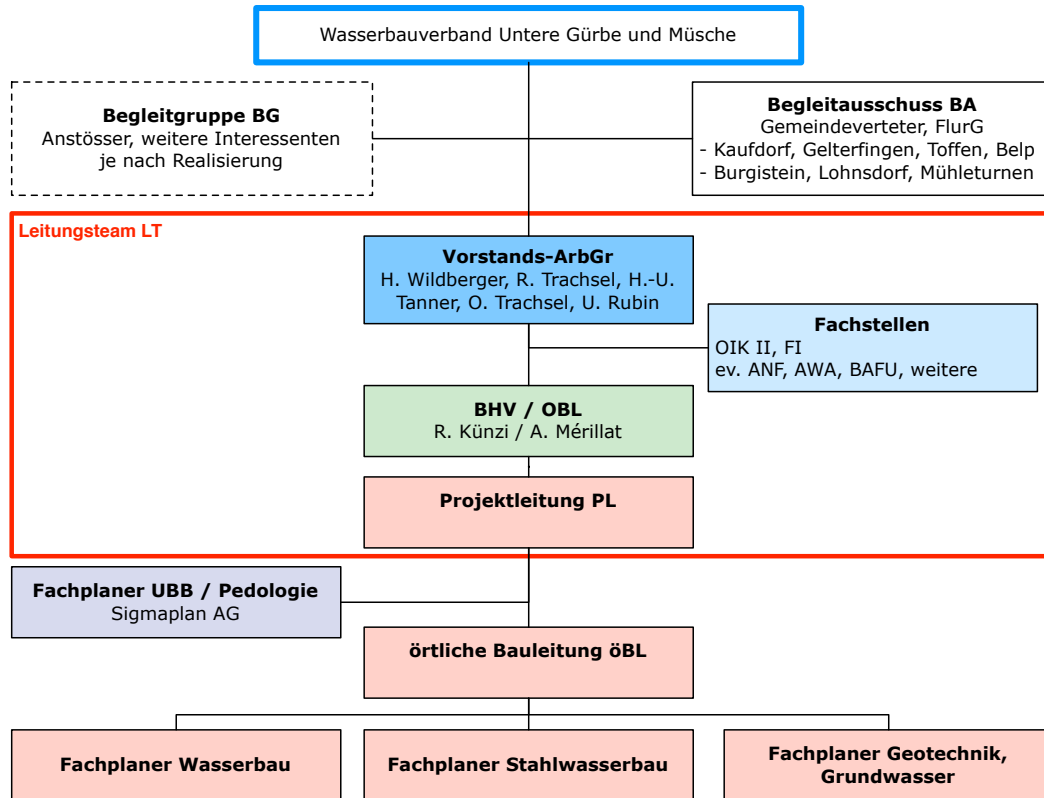 Wasserbauverband Untere Gürbe und Müsche
Begleitgruppe BG
Anstösser, weitere Interessenten
je nach Realisierung
Begleitausschuss BA
Gemeindeverteter, FlurG
- Kaufdorf, Gelterfingen, Toffen, Belp
- Burgistein, Lohnsdorf, Mühleturnen
Leitungsteam LT
Vorstands-ArbGr
H. Wildberger, R. Trachsel, H.-U.
Tanner, O. Trachsel, U. Rubin
Fachstellen
OIK II, FI
ev. ANF, AWA, BAFU, weitere
BHV / OBL
R. Künzi / A. Mérillat
Projektleitung PL
Fachplaner UBB / Pedologie
Sigmaplan AG
örtliche Bauleitung öBL
Fachplaner Wasserbau
Fachplaner Stahlwasserbau
Fachplaner Geotechnik,
Grundwasser